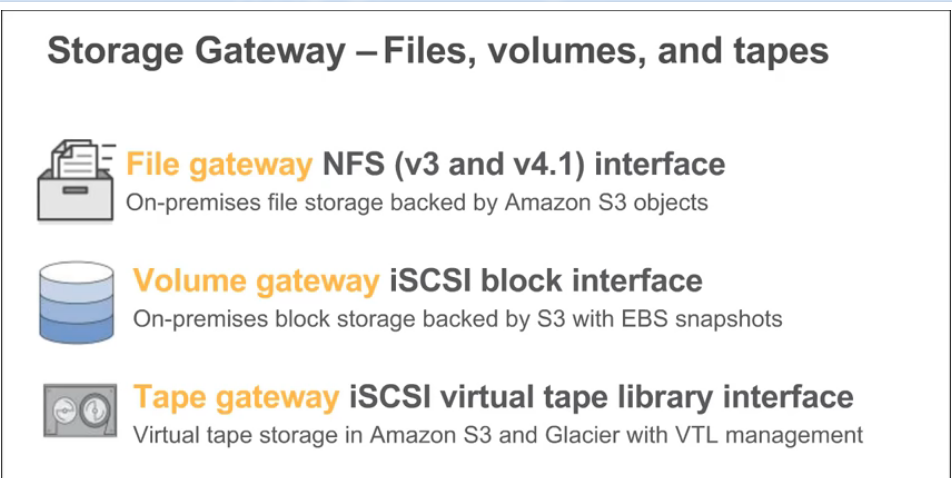 Storage Gateway – Files, volumes, and tapes
File gateway NFS (v3 and v4.1) interface
On-premises file storage backed by Amazon S3 objects
Volume gateway iSCSI block interface
On-premises block storage backed by S3 with EBS snapshots
Tape gateway iSCSI virtual tape library interface
Virtual tape storage in Amazon S3 and Glacier with VTL management